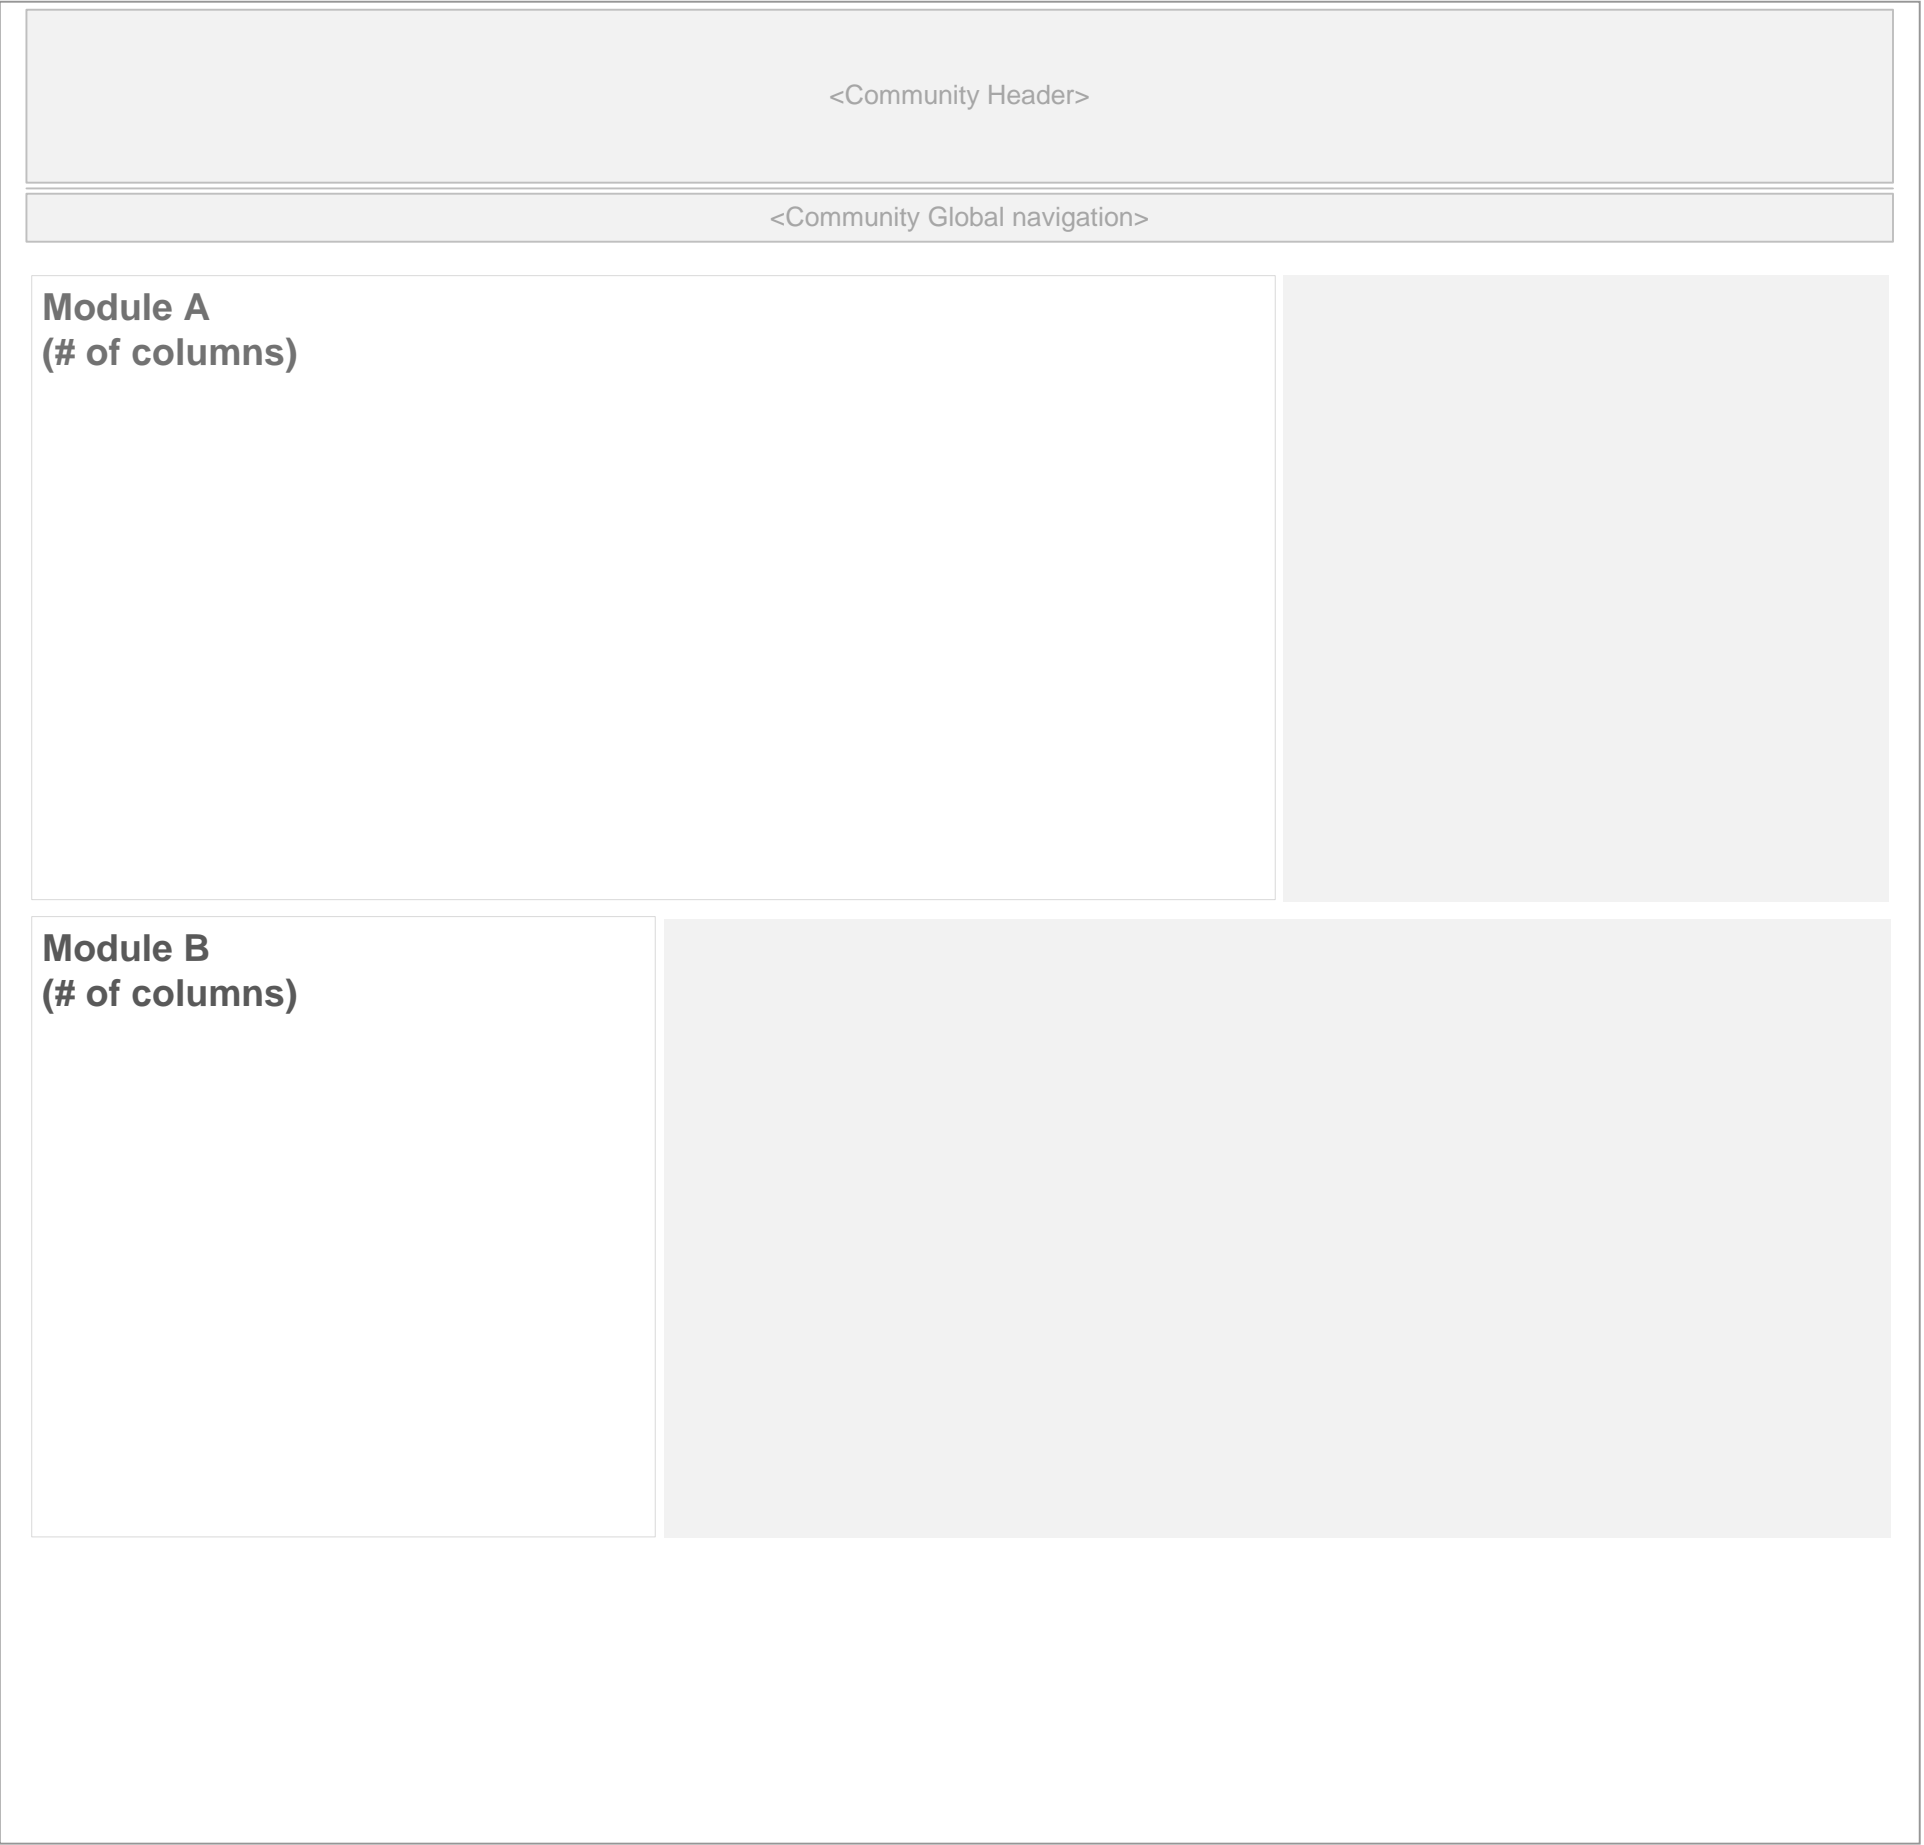 <Community Header>
<Community Global navigation>
Module A
(# of columns)
Module B
(# of columns)